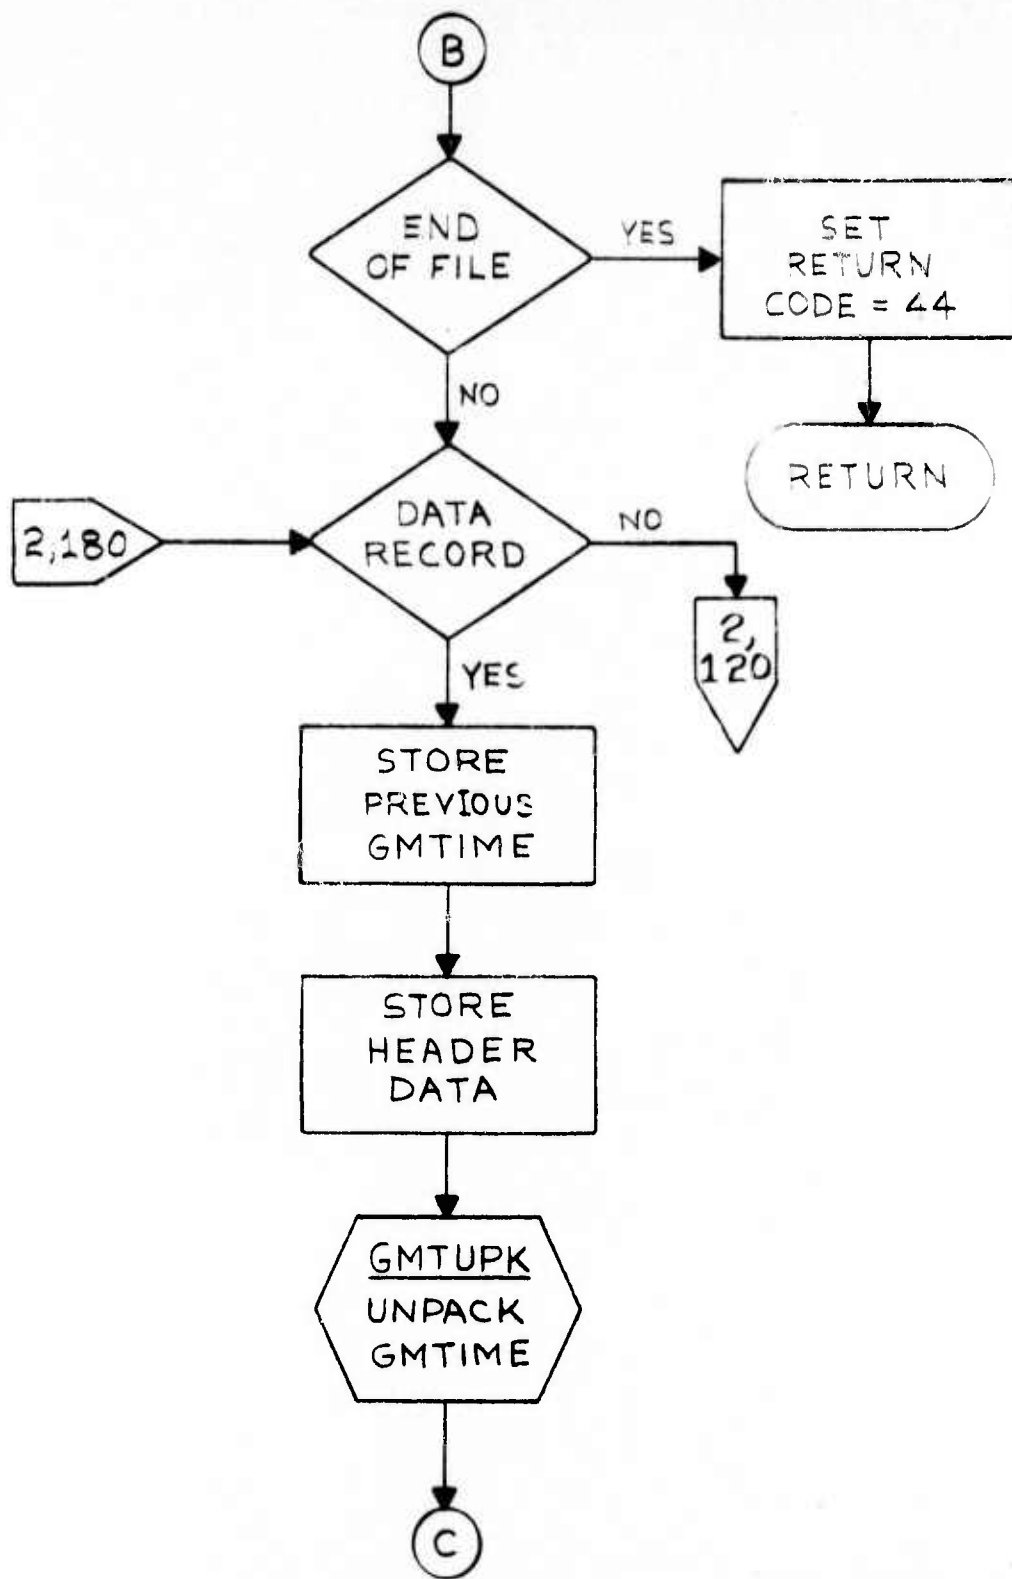 B
END
OF FILE
YES
SET
RETURN
CODE = 44
NO
RETURN
2,180
DATA
RECORD
NO
2,
120
YES
STORE
PREVIOUS
GMTIME
STORE
HEADER
DATA
GMTUPK
UNPACK
GMTIME
C